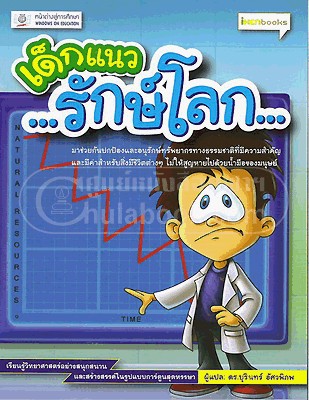 หน้าต่างสู่การศึกษา
WINDOWS ON EDUCATION
inspbooks
เด็กแนว
...รักษ์โลก...
มาช่วยกันปกป้องและอนุรักษ์ทรัพยากรทางธรรมชาติที่มีความสำคัญ
และมีค่าสำหรับสิ่งมีชีวิตต่างๆ ไม่ให้สูญหายไปด้วยน้ำมือของมนุษย์
NATURAL RESOURCES
TIME
เรียนรู้วิทยาศาสตร์อย่างสนุกสนาน
และสร้างสรรค์ในรูปแบบการ์ตูนสุดหรรษา
ผู้แปล: ดร.บุรินทร์ อัศวพิภพ